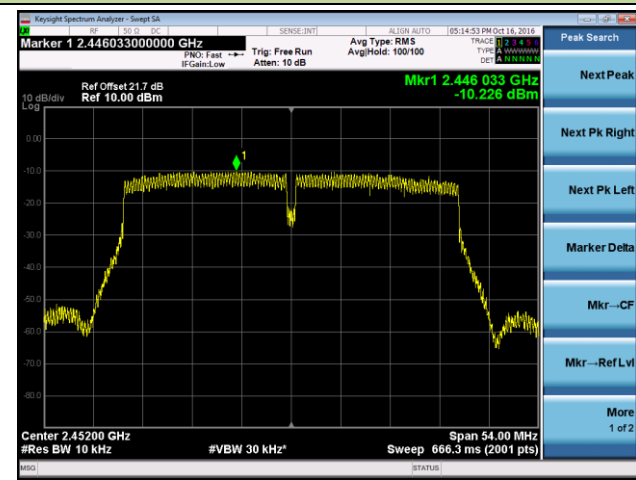 Keysight Spectrum Analyzer - Swept SA
RF 50 Ω DC SENSE:INT ALIGN AUTO 05:14:53 PM Oct 16, 2016
Marker 1 2.446033000000 GHz
PNO: Fast
IFGain:Low
Trig: Free Run
Atten: 10 dB
Avg Type: RMS
Avg|Hold: 100/100
TRACE 1 2 3 4 5 6
TYPE A WWWWW
DET A N N N N N
Peak Search
Mkr1 2.446 033 GHz
-10.226 dBm
Ref Offset 21.7 dB
10 dB/div Ref 10.00 dBm
Log
1
0.00
-10.0
-20.0
-30.0
-40.0
-50.0
-60.0
-70.0
-80.0
Center 2.45200 GHz Span 54.00 MHz
#Res BW 10 kHz #VBW 30 kHz* Sweep 666.3 ms (2001 pts)
MSG STATUS
Next Peak
Next Pk Right
Next Pk Left
Marker Delta
Mkr→CF
Mkr→Ref Lvl
More
1 of 2